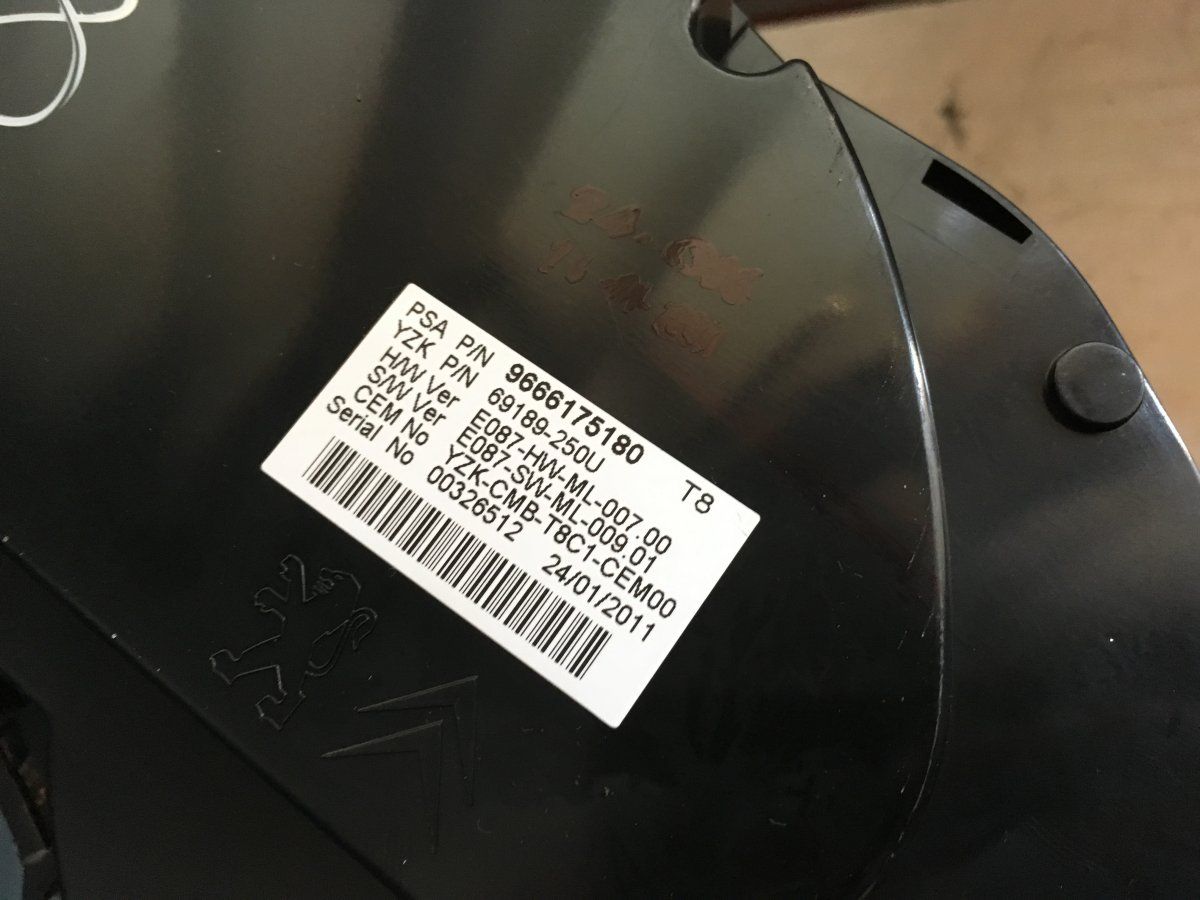 PSA P/N 9666175180
YZK P/N 69189-250U T8
H/W Ver E087-HW-ML-007.00
S/W Ver E087-SW-ML-009.01
CEM No YZK-CMB-T8C1-CEM00
Serial No 00326512 24/01/2011